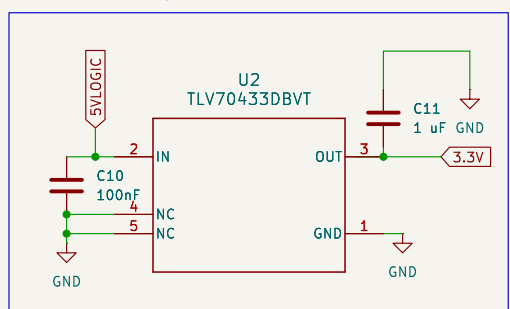 5VLOGIC
U2
TLV70433DBVT
C11
1 uF
GND
2
IN
OUT
3
3.3V
C10
100nF
4
NC
5
NC
GND
1
GND
GND